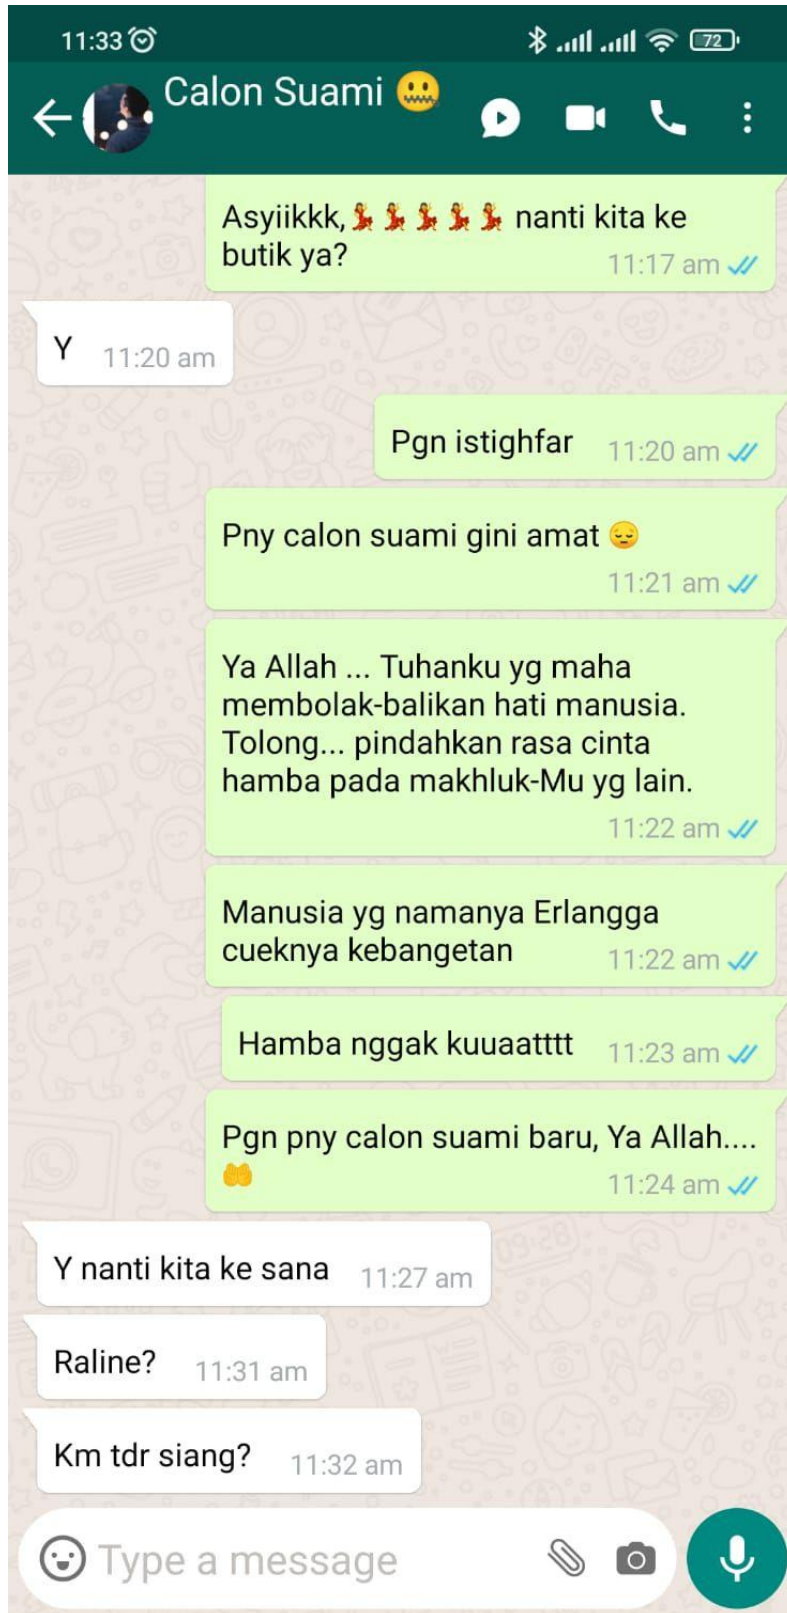 11:33
72
Calon Suami 🤐
Asyiikkk,💃💃💃💃💃 nanti kita ke
butik ya?
11:17 am
Y
11:20 am
Pgn istighfar
11:20 am
Pny calon suami gini amat 😔
11:21 am
Ya Allah ... Tuhanku yg maha
membolak-balikan hati manusia.
Tolong... pindahkan rasa cinta
hamba pada makhluk-Mu yg lain.
11:22 am
Manusia yg namanya Erlangga
cueknya kebangetan
11:22 am
Hamba nggak kuuaatttt
11:23 am
Pgn pny calon suami baru, Ya Allah....
🤲
11:24 am
Y nanti kita ke sana
11:27 am
Raline?
11:31 am
Km tdr siang?
11:32 am
Type a message